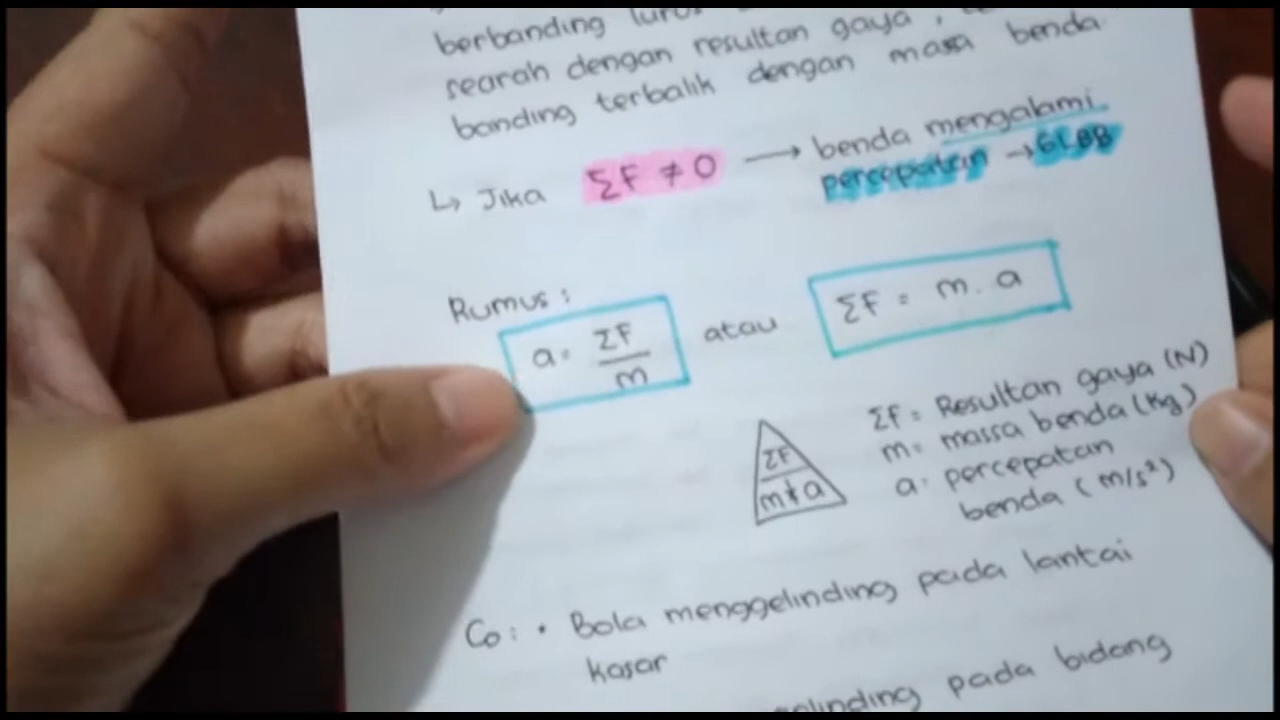 berbanding lurus
searah dengan resultan gaya,
banding terbalik dengan masa benda
↳ Jika ΣF ≠ 0 → benda mengalami
percepatan → GLBB
Rumus :
a = ΣF/m atau ΣF = m . a
ΣF = Resultan gaya (N)
m = massa benda (Kg)
a = percepatan
benda (m/s²)
ΣF
m * a
Co : • Bola menggelinding pada lantai
kasar
pada bidang